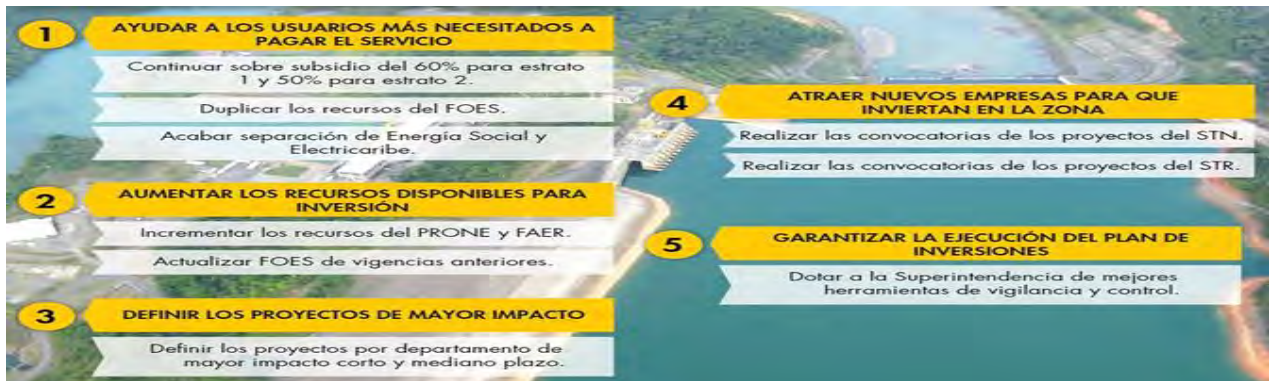 1
AYUDAR A LOS USUARIOS MÁS NECESITADOS A
PAGAR EL SERVICIO
Continuar sobre subsidio del 60% para estrato
1 y 50% para estrato 2.
Duplicar los recursos del FOES.
Acabar separación de Energía Social y
Electricaribe.
2
AUMENTAR LOS RECURSOS DISPONIBLES PARA
INVERSIÓN
Incrementar los recursos del PRONE y FAER.
Actualizar FOES de vigencias anteriores.
3
DEFINIR LOS PROYECTOS DE MAYOR IMPACTO
Definir los proyectos por departamento de
mayor impacto corto y mediano plazo.
4
ATRAER NUEVOS EMPRESAS PARA QUE
INVIERTAN EN LA ZONA
Realizar las convocatorias de los proyectos del STN.
Realizar las convocatorias de los proyectos del STR.
5
GARANTIZAR LA EJECUCIÓN DEL PLAN DE
INVERSIONES
Dotar a la Superintendencia de mejores
herramientas de vigilancia y control.